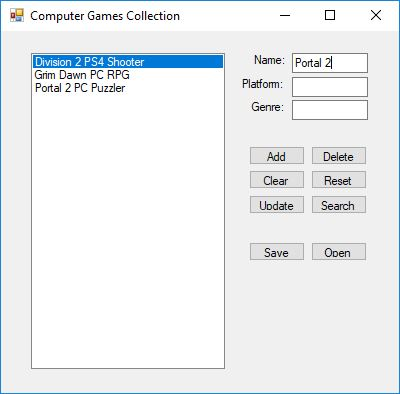 Computer Games Collection
Division 2 PS4 Shooter
Grim Dawn PC RPG
Portal 2 PC Puzzler
Name: Portal 2
Platform:
Genre:
Add Delete
Clear Reset
Update Search
Save Open